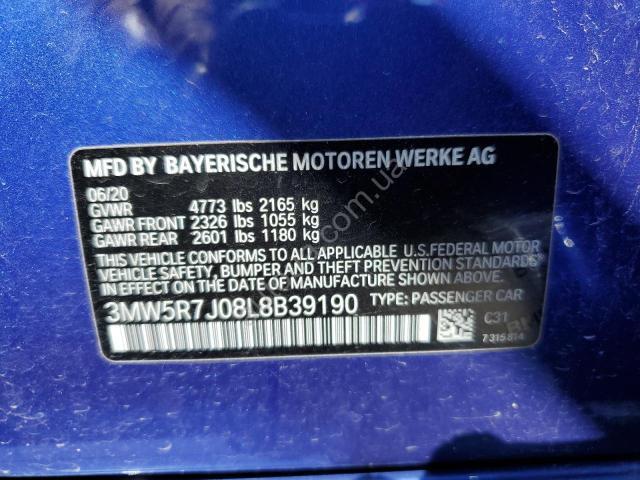 MFD BY BAYERISCHE MOTOREN WERKE AG
06/20
GVWR 4773 lbs 2165 kg
GAWR FRONT 2326 lbs 1055 kg
GAWR REAR 2601 lbs 1180 kg
THIS VEHICLE CONFORMS TO ALL APPLICABLE U.S.FEDERAL MOTOR
VEHICLE SAFETY, BUMPER AND THEFT PREVENTION
STANDARDS IN EFFECT ON THE DATE OF MANUFACTURE SHOWN ABOVE.
3MW5R7J08L8B39190 TYPE: PASSENGER CAR
C31
7315814